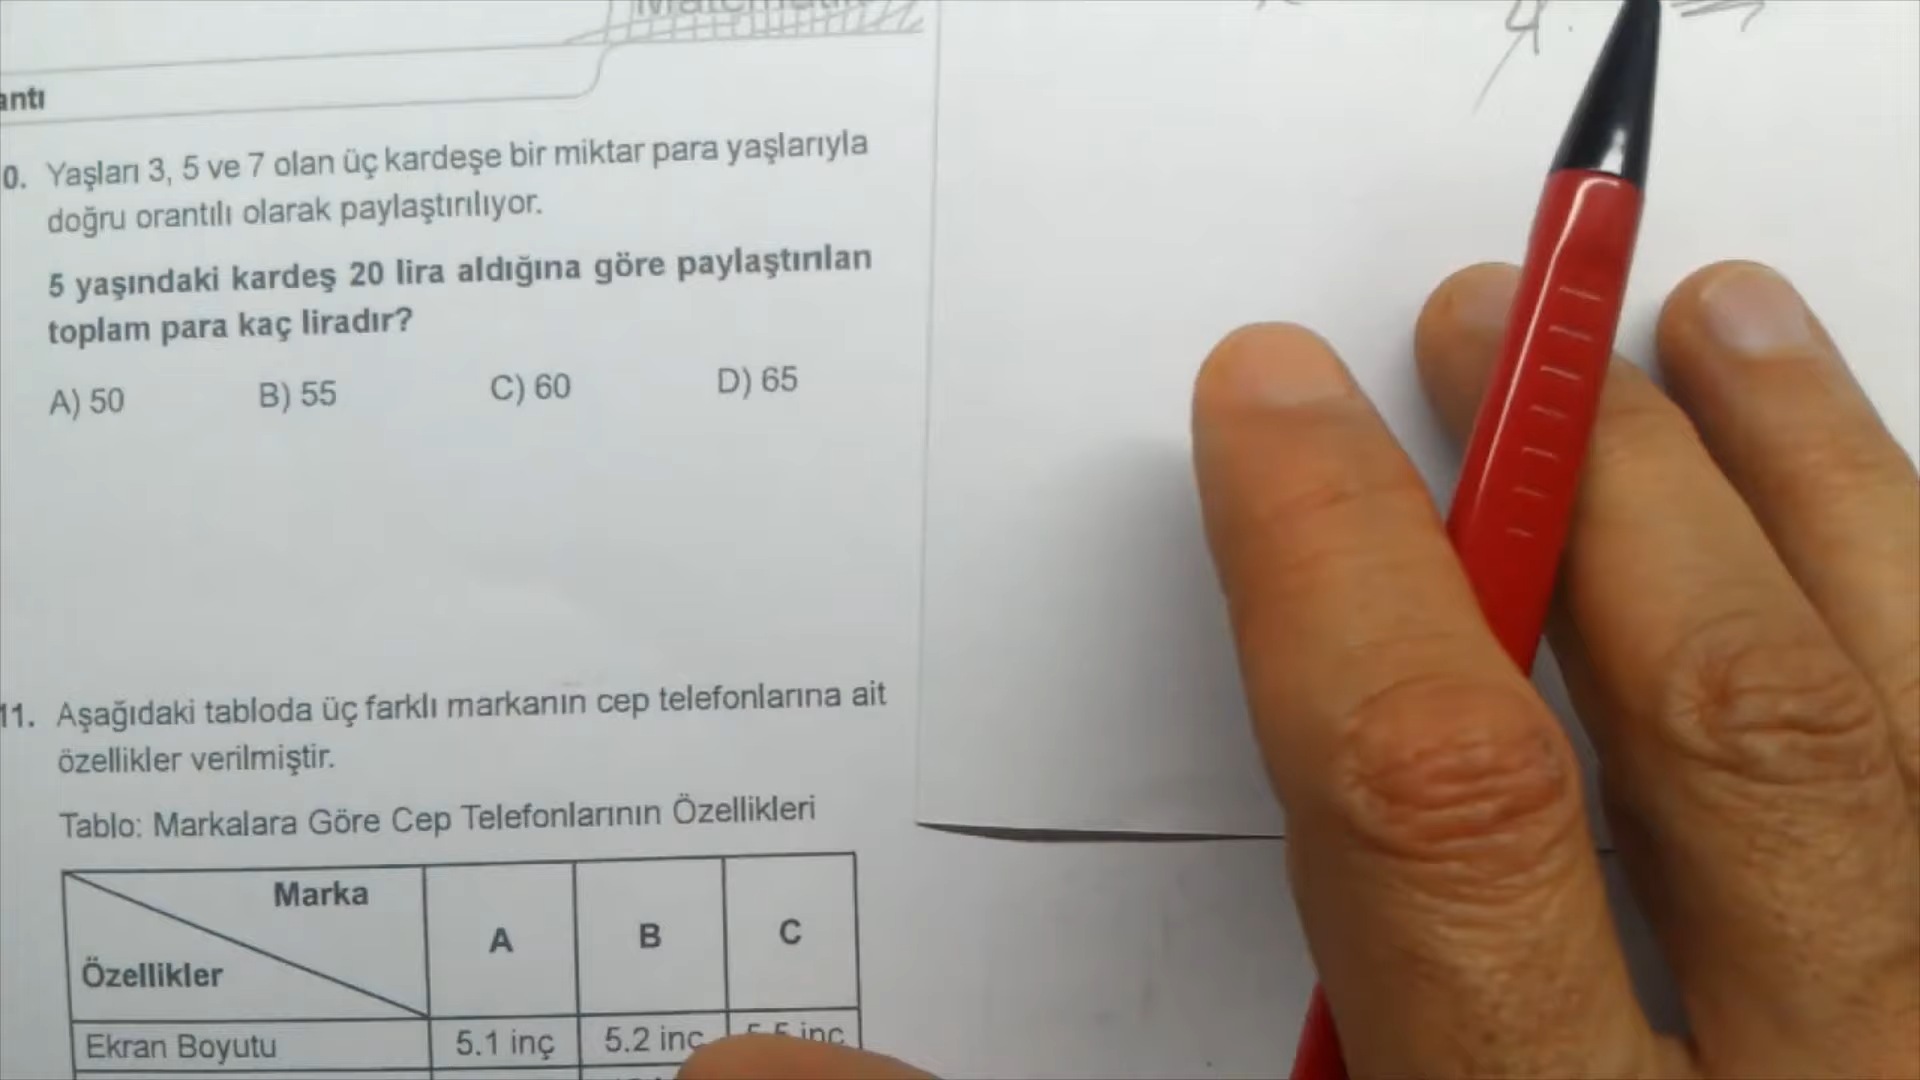 antı
0. Yaşları 3, 5 ve 7 olan üç kardeşe bir miktar para yaşlarıyla
doğru orantılı olarak paylaştırılıyor.
5 yaşındaki kardeş 20 lira aldığına göre paylaştırılan
toplam para kaç liradır?
A) 50 B) 55 C) 60 D) 65
11. Aşağıdaki tabloda üç farklı markanın cep telefonlarına ait
özellikler verilmiştir.
Tablo: Markalara Göre Cep Telefonlarının Özellikleri
Marka
A B C
Özellikler
Ekran Boyutu 5.1 inç 5.2 inç
4.